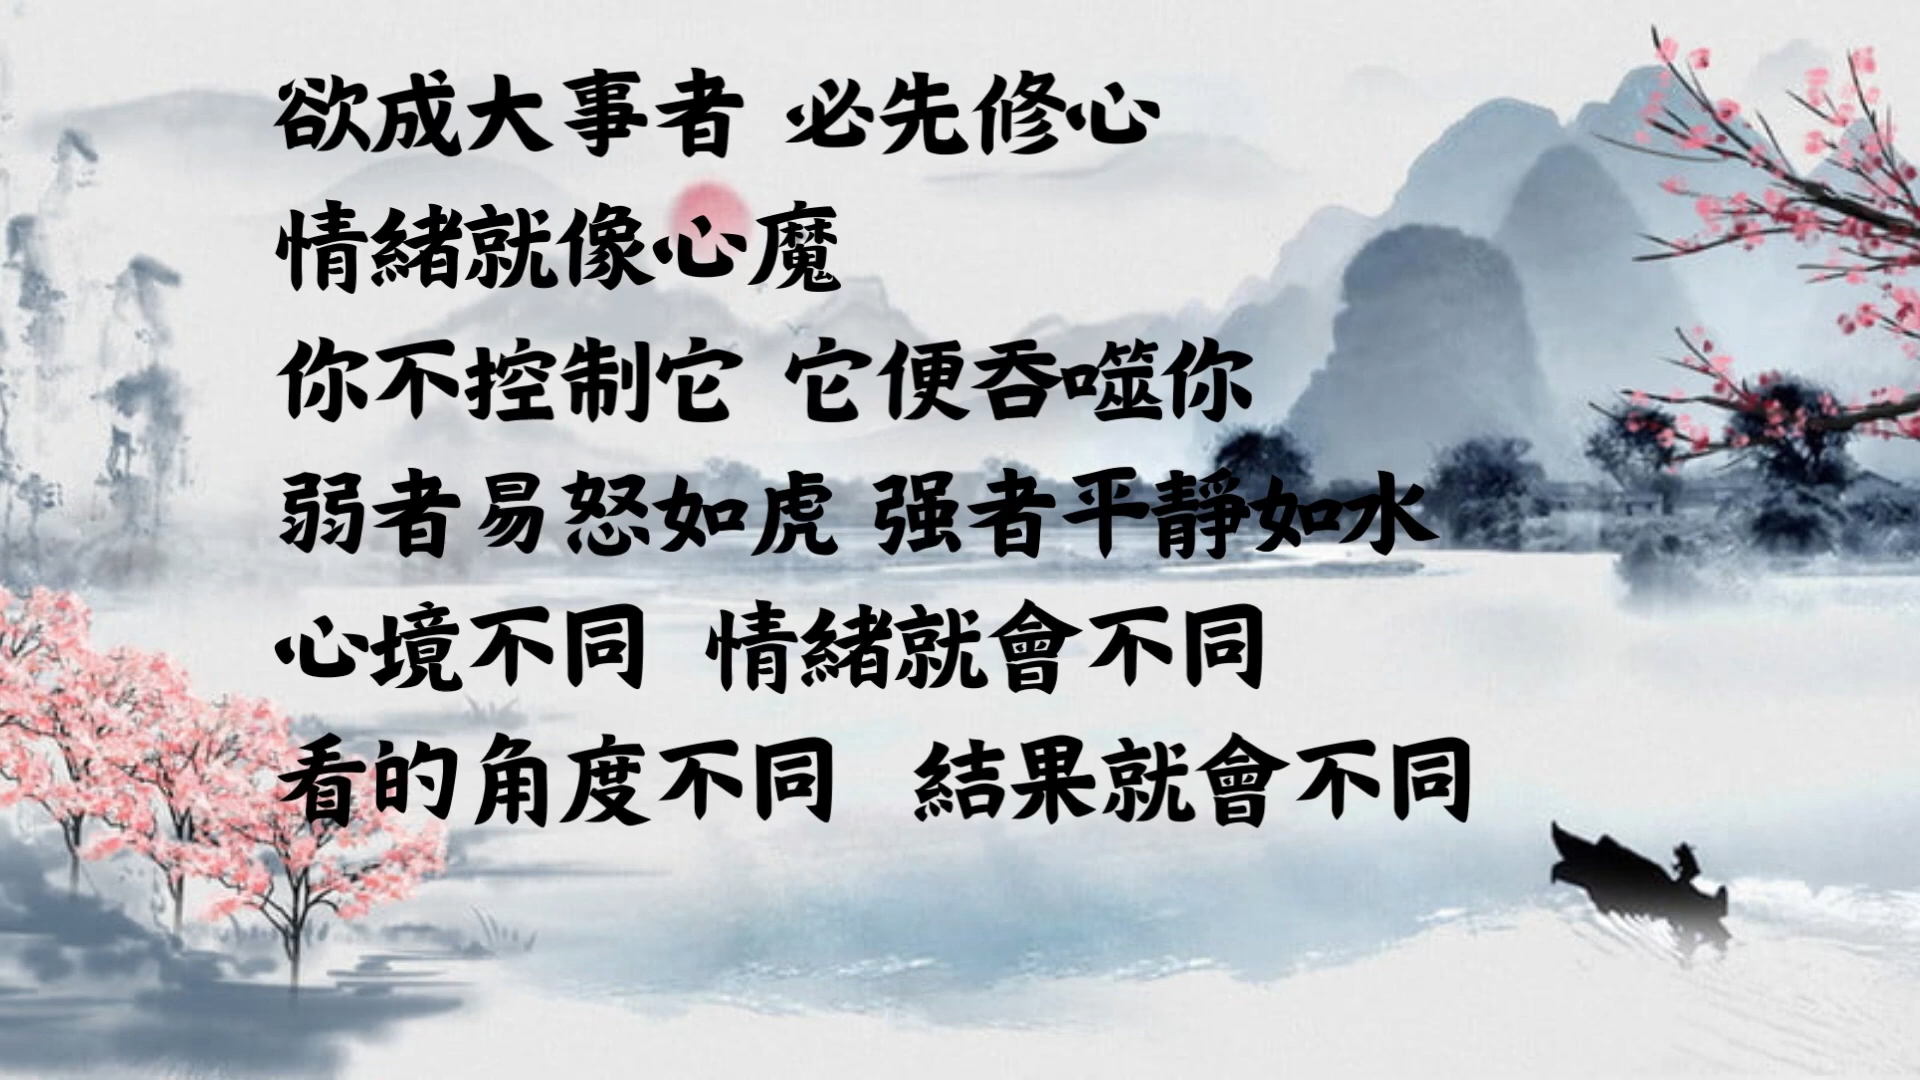 欲成大事者 必先修心
情緒就像心魔
你不控制它 它便吞噬你
弱者易怒如虎 强者平靜如水
心境不同 情緒就會不同
看的角度不同 結果就會不同